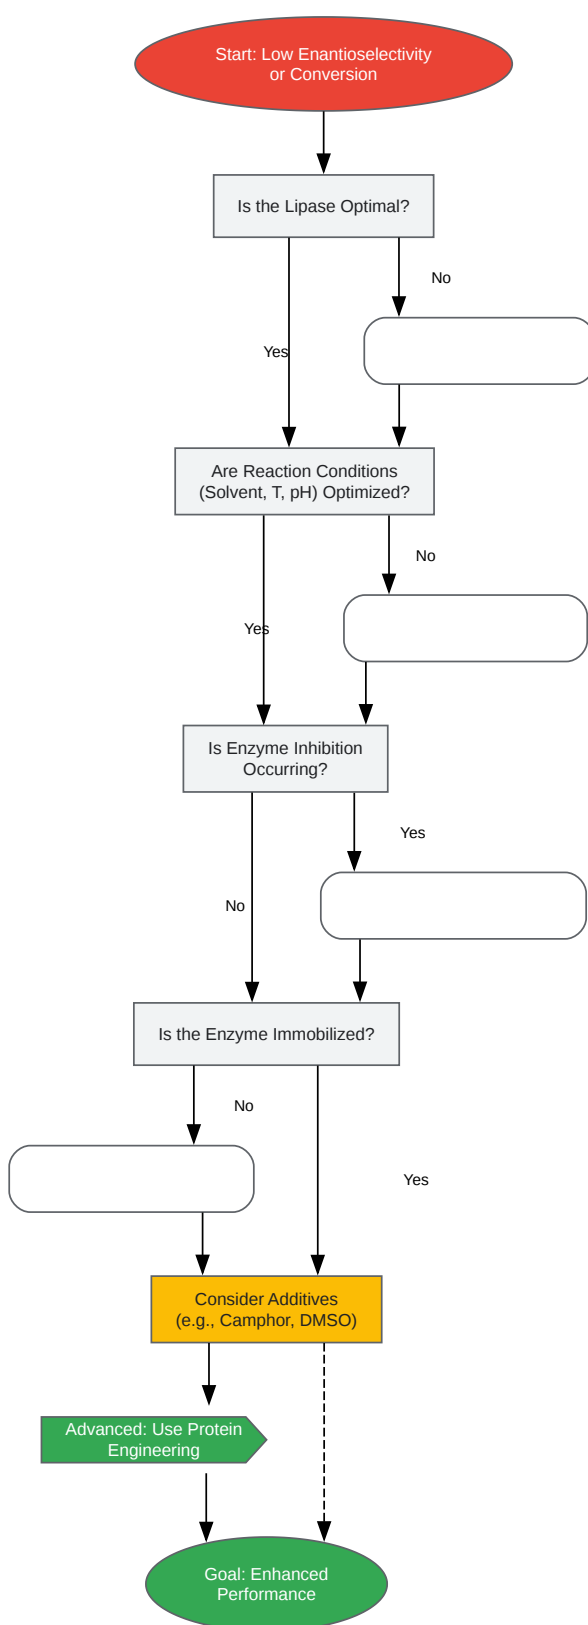 Start: Low Enantioselectivity
or Conversion
Is the Lipase Optimal?
No
Yes
Are Reaction Conditions
(Solvent, T, pH) Optimized?
No
Yes
Is Enzyme Inhibition
Occurring?
Yes
No
Is the Enzyme Immobilized?
No
Yes
Consider Additives
(e.g., Camphor, DMSO)
Advanced: Use Protein
Engineering
Goal: Enhanced
Performance